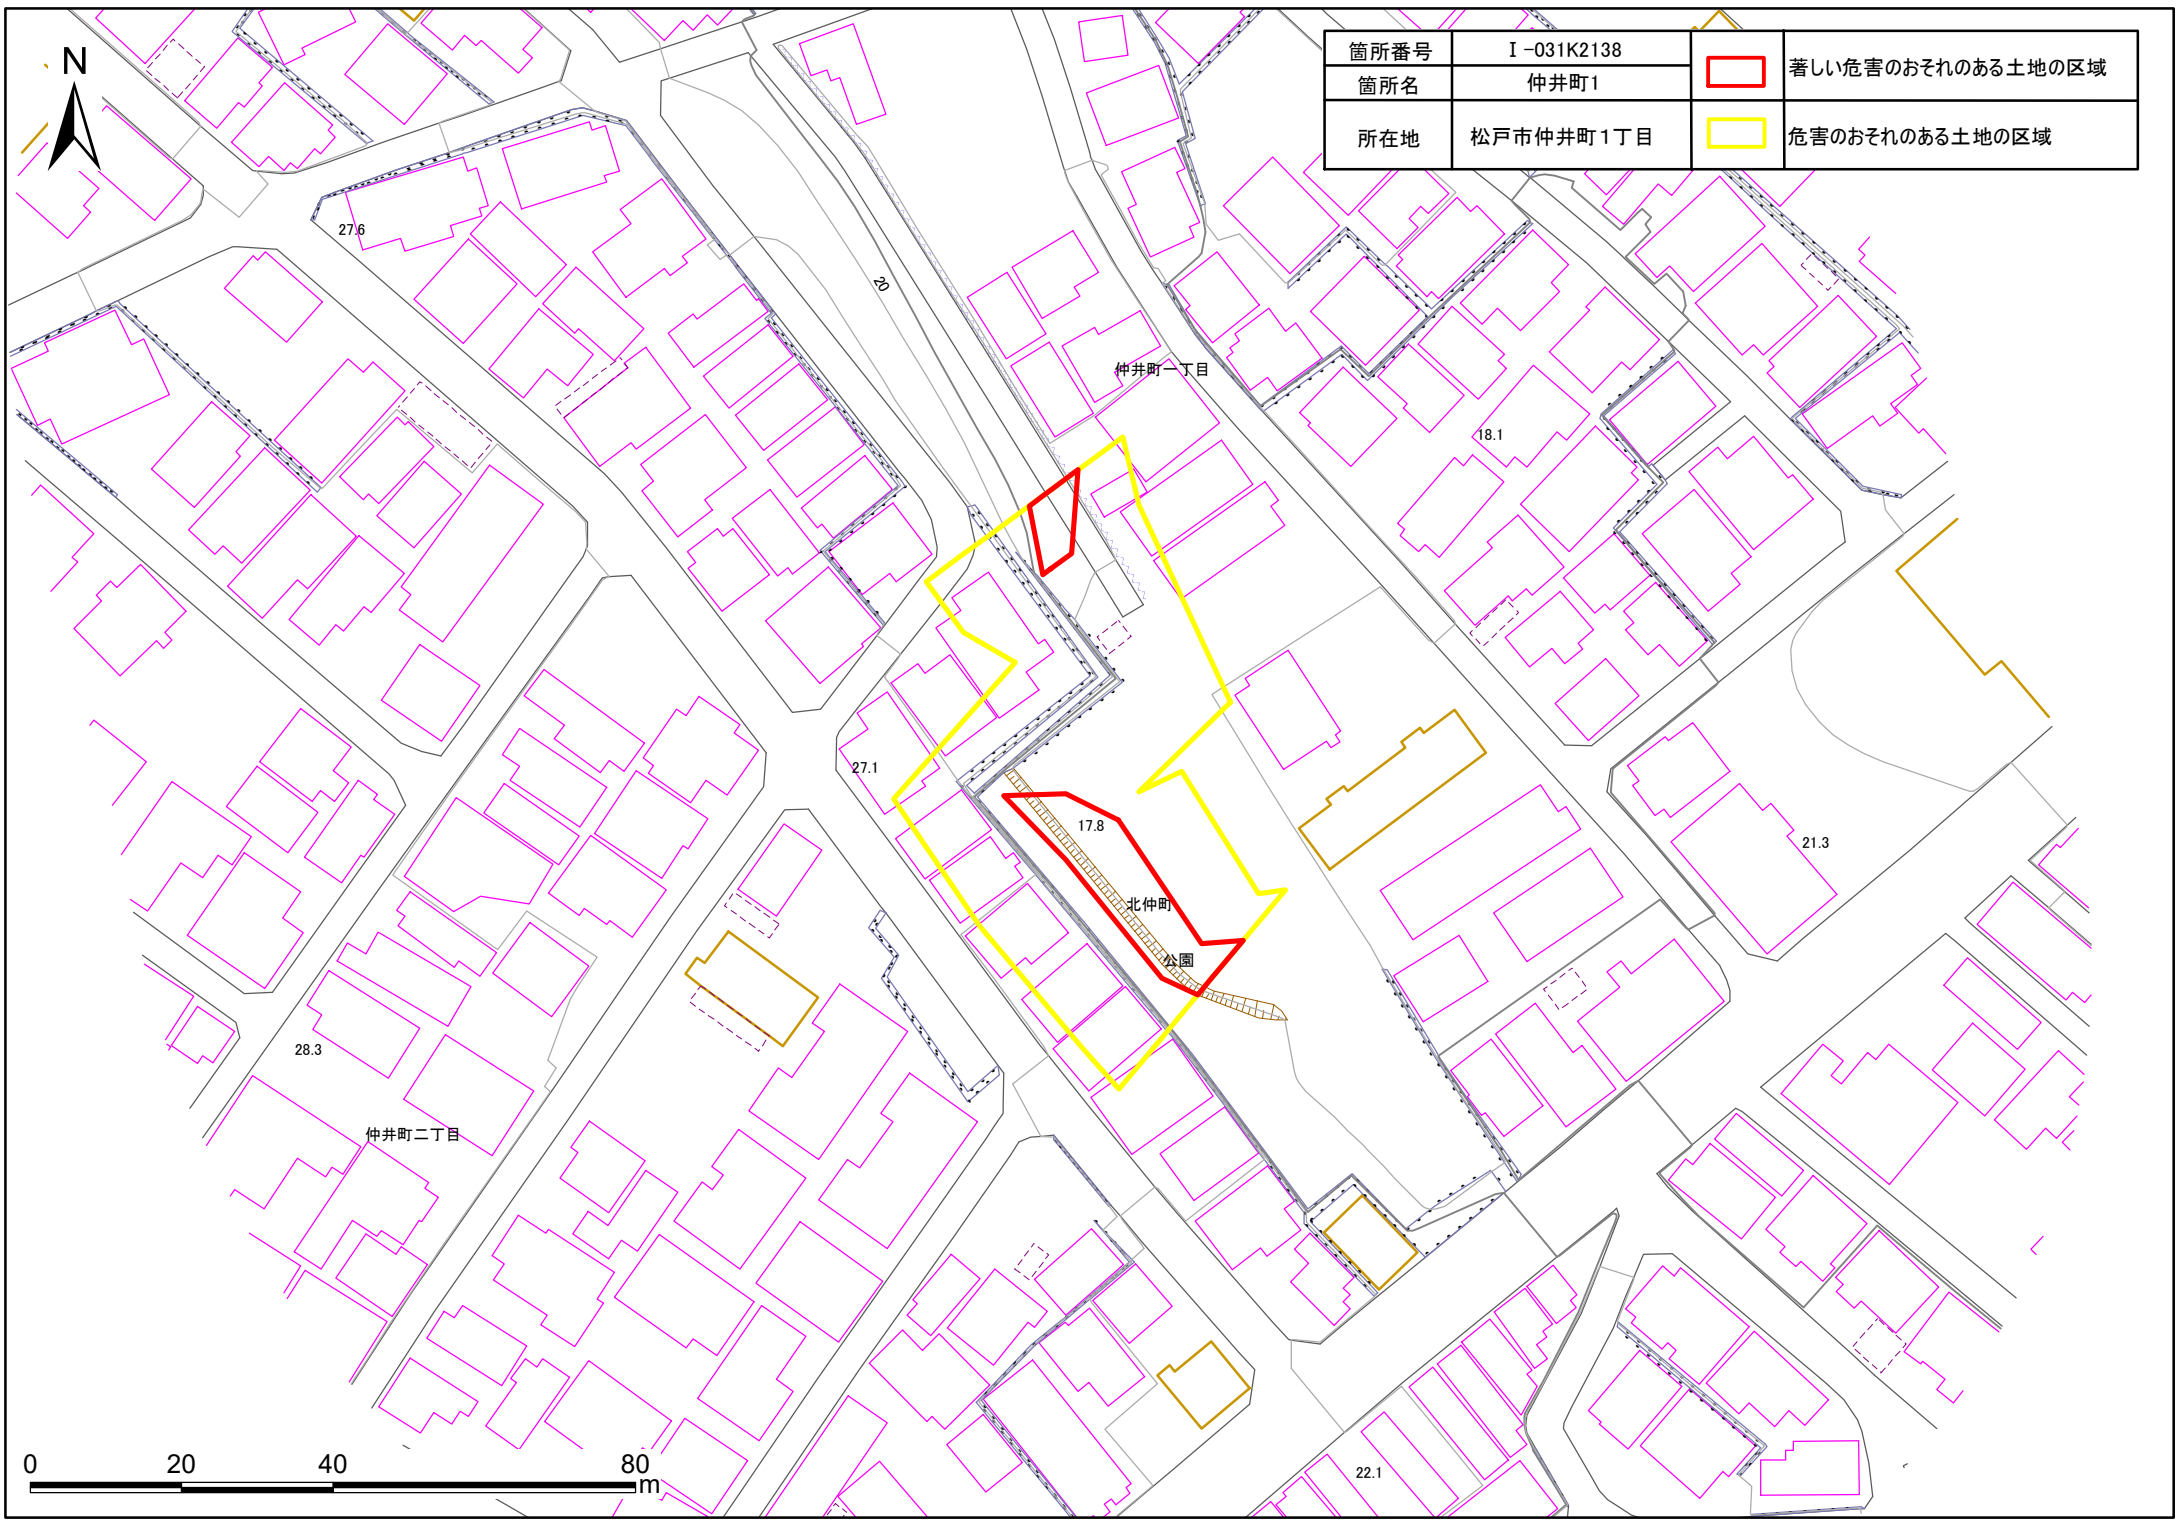 N
箇所番号 Ⅰ-031K2138
箇所名 仲井町1
所在地 松戸市仲井町1丁目
著しい危害のおそれのある土地の区域
危害のおそれのある土地の区域
27.6
20
仲井町一丁目
18.1
27.1
17.8
21.3
北仲町
公園
28.3
仲井町二丁目
22.1
0 20 40 80
m